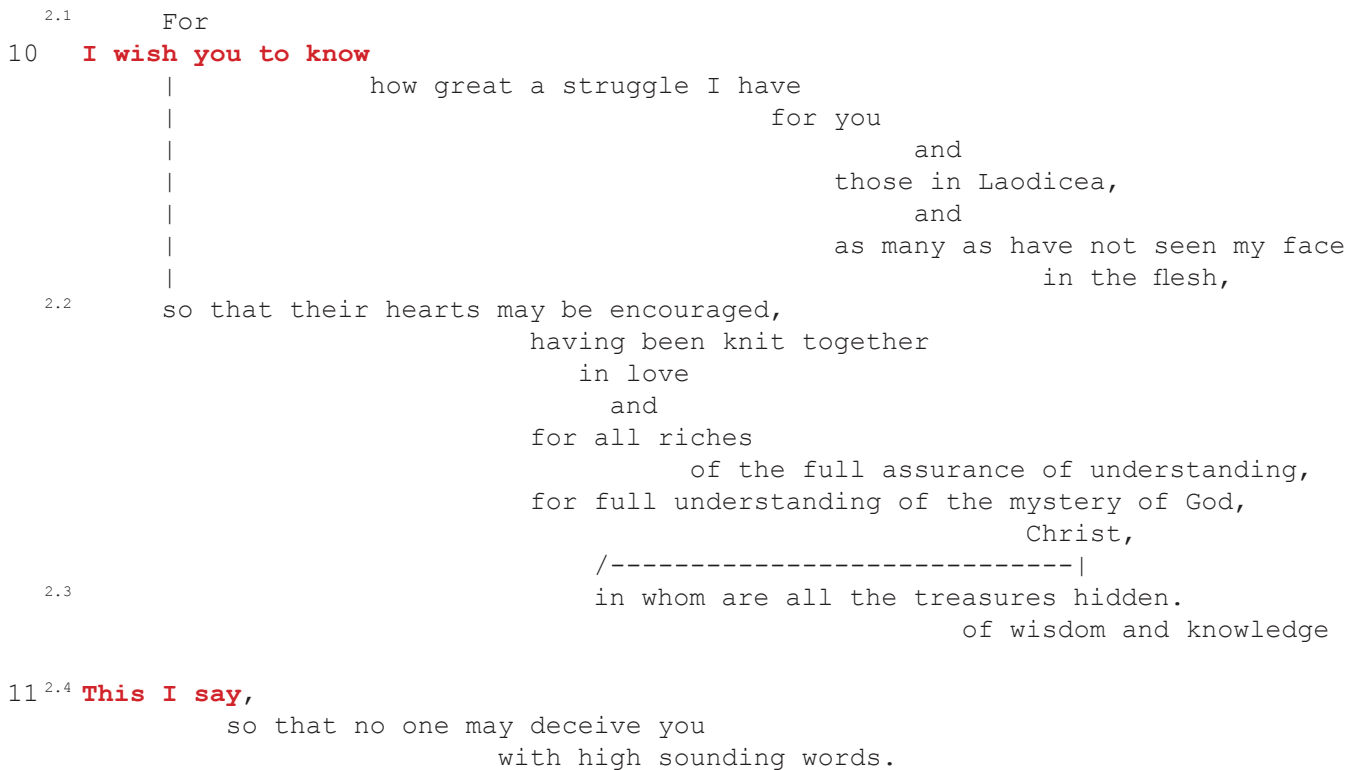 2.1 For
10 I wish you to know
| how great a struggle I have
| for you
| and
| those in Laodicea,
| and
| as many as have not seen my face
| in the flesh,
2.2 so that their hearts may be encouraged,
having been knit together
in love
and
for all riches
of the full assurance of understanding,
for full understanding of the mystery of God,
Christ,
/-----------------------------|
2.3 in whom are all the treasures hidden.
of wisdom and knowledge
11 2.4 This I say,
so that no one may deceive you
with high sounding words.